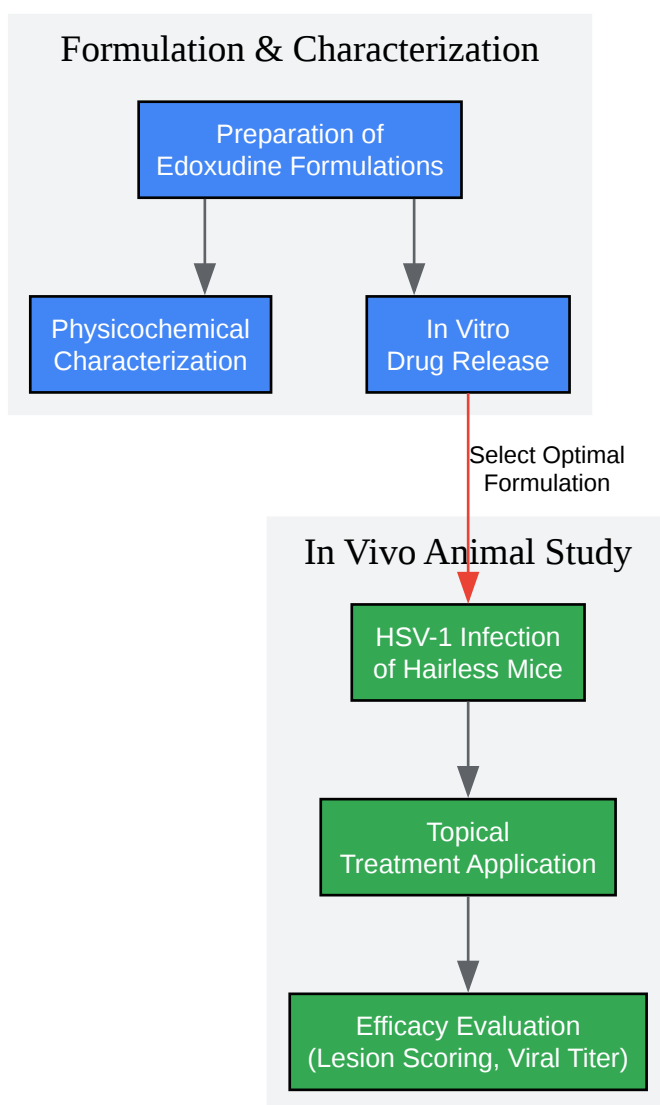 Formulation & Characterization
Preparation of
Edoxudine Formulations
Physicochemical
Characterization
In Vitro
Drug Release
Select Optimal
Formulation
In Vivo Animal Study
HSV-1 Infection
of Hairless Mice
Topical
Treatment Application
Efficacy Evaluation
(Lesion Scoring, Viral Titer)